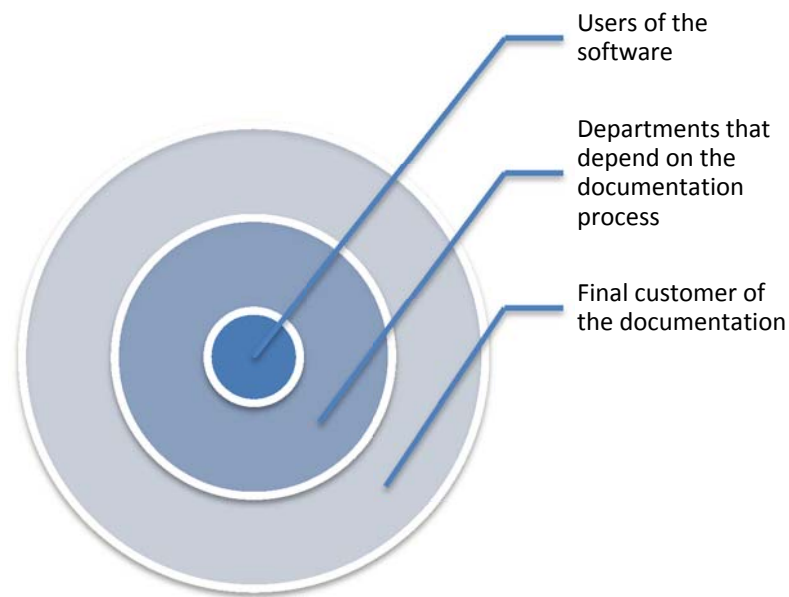 Users of the
software
Departments that
depend on the
documentation
process
Final customer of
the documentation